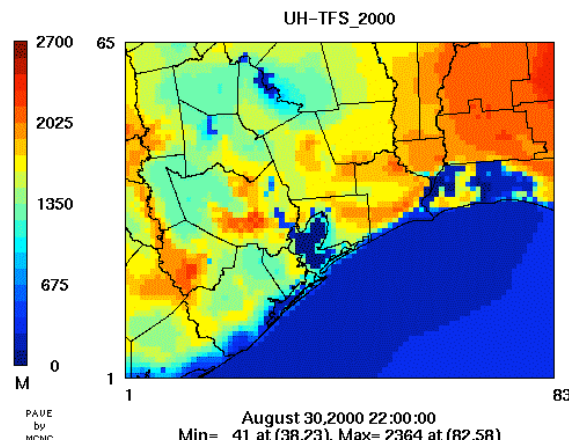 UH-TFS_2000
2700
2025
1350
675
0
M
65
1
1
83
PAVE
by
MCNC
August 30,2000 22:00:00
Min= 41 at (38,23), Max= 2364 at (82,58)